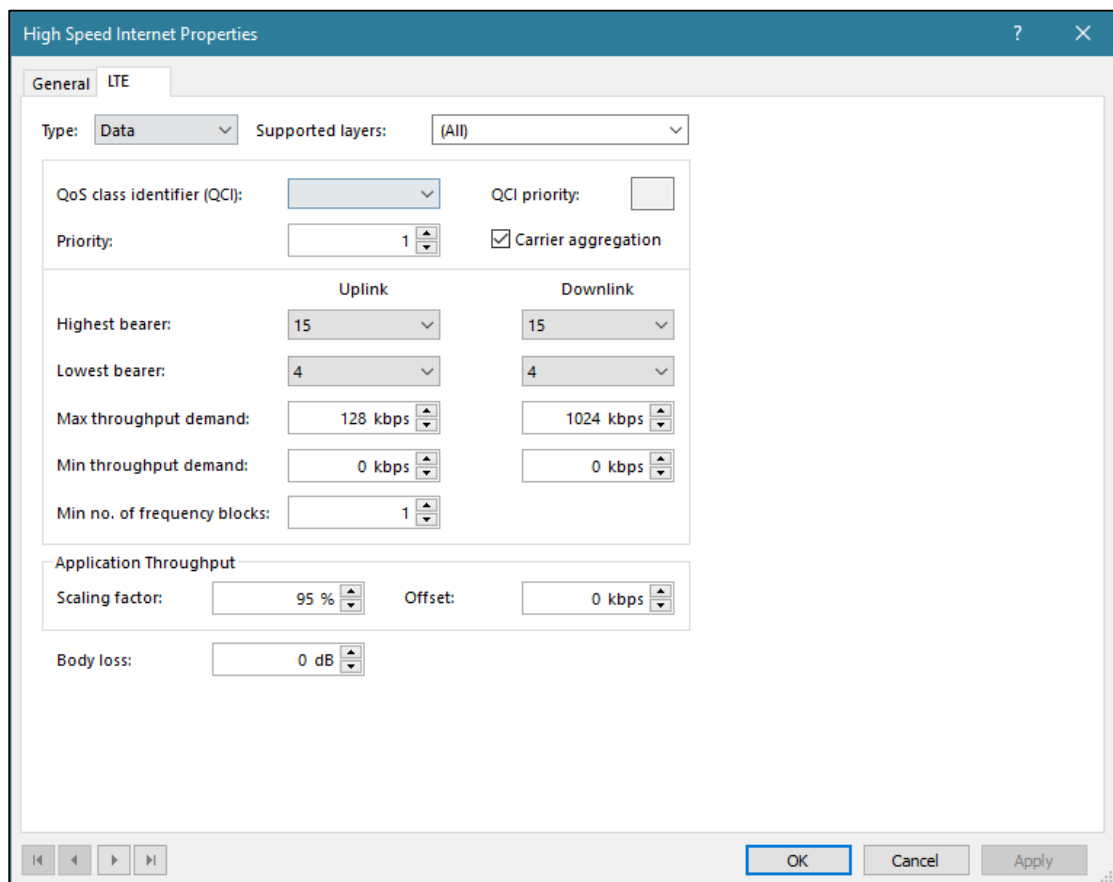 High Speed Internet Properties ?
General LTE
Type: Data Supported layers: (All)
QoS class identifier (QCI): QCI priority:
Priority: 1 Carrier aggregation
Uplink Downlink
Highest bearer: 15 15
Lowest bearer: 4 4
Max throughput demand: 128 kbps 1024 kbps
Min throughput demand: 0 kbps 0 kbps
Min no. of frequency blocks: 1
Application Throughput
Scaling factor: 95 % Offset: 0 kbps
Body loss: 0 dB
OK Cancel Apply